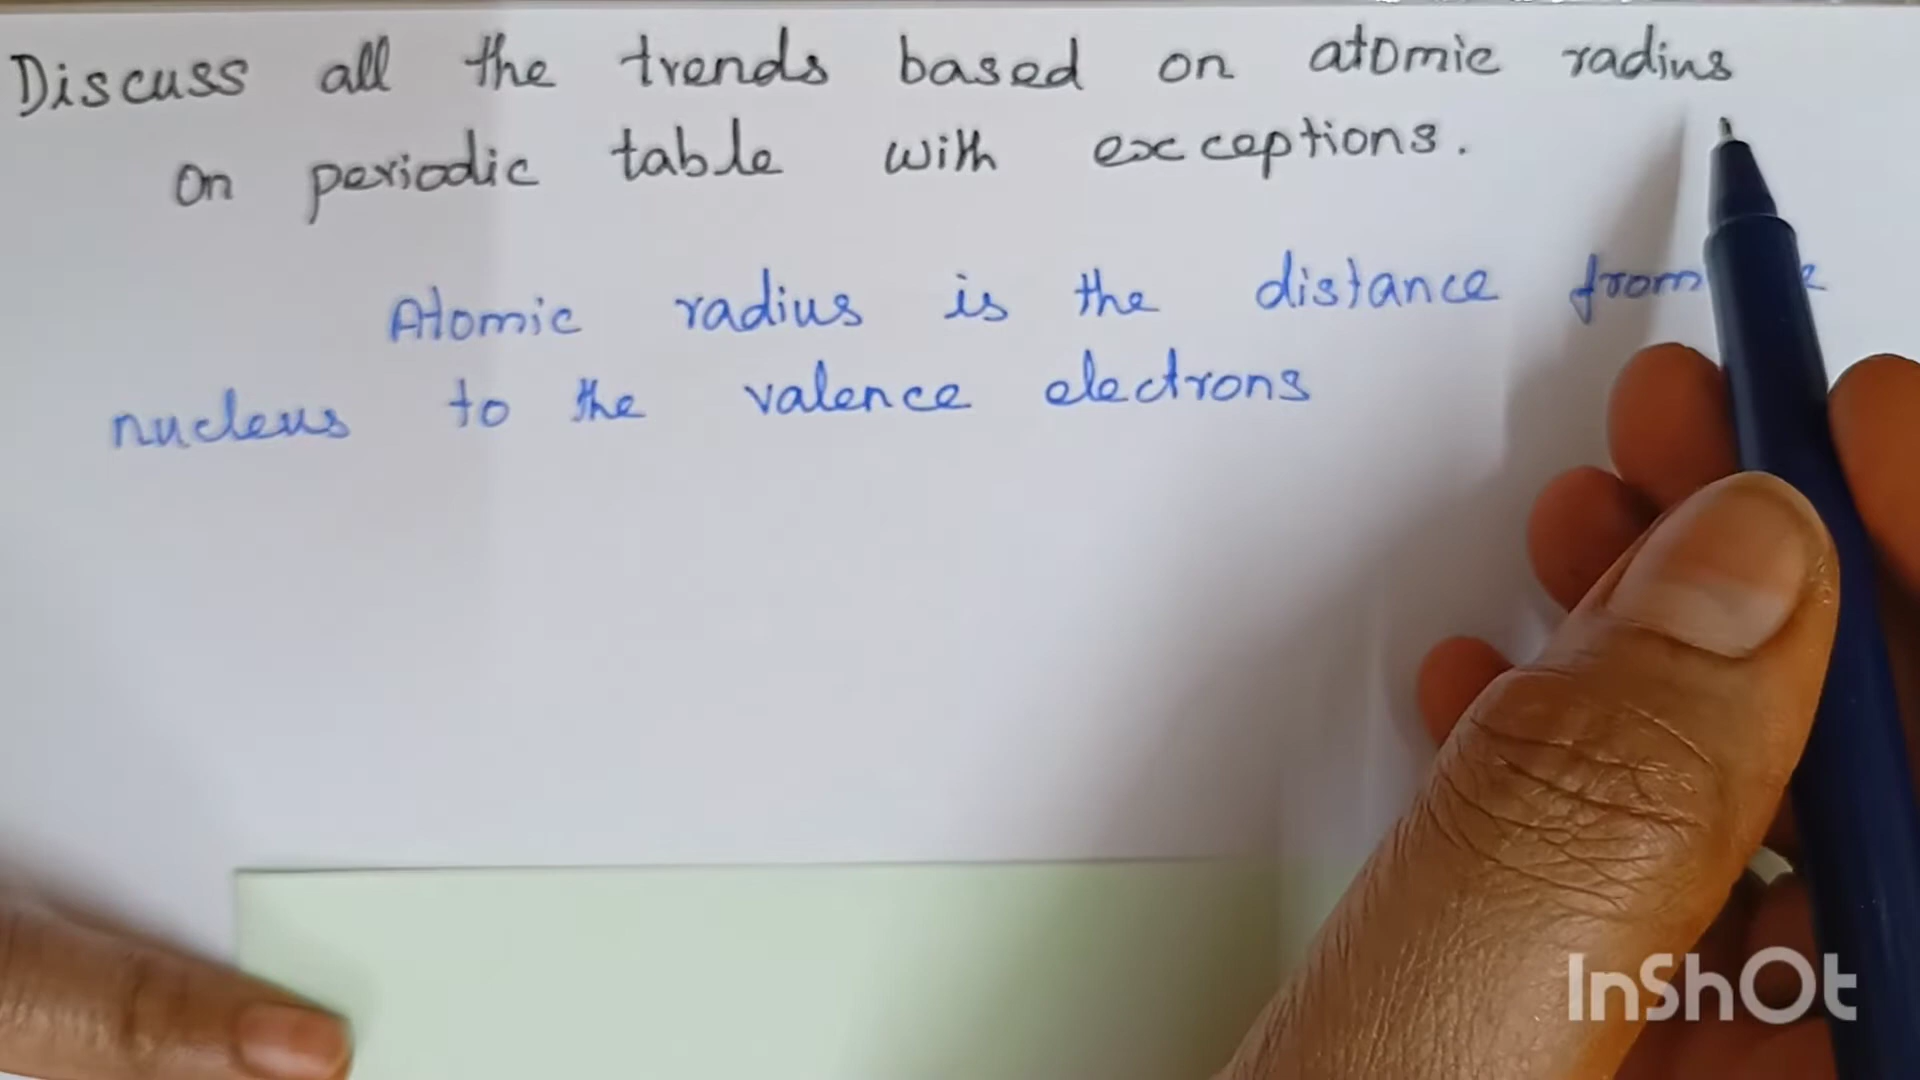 Discuss all the trends based on atomic radius
on periodic table with exceptions.
Atomic radius is the distance from
nucleus to the valence electrons
InShOt